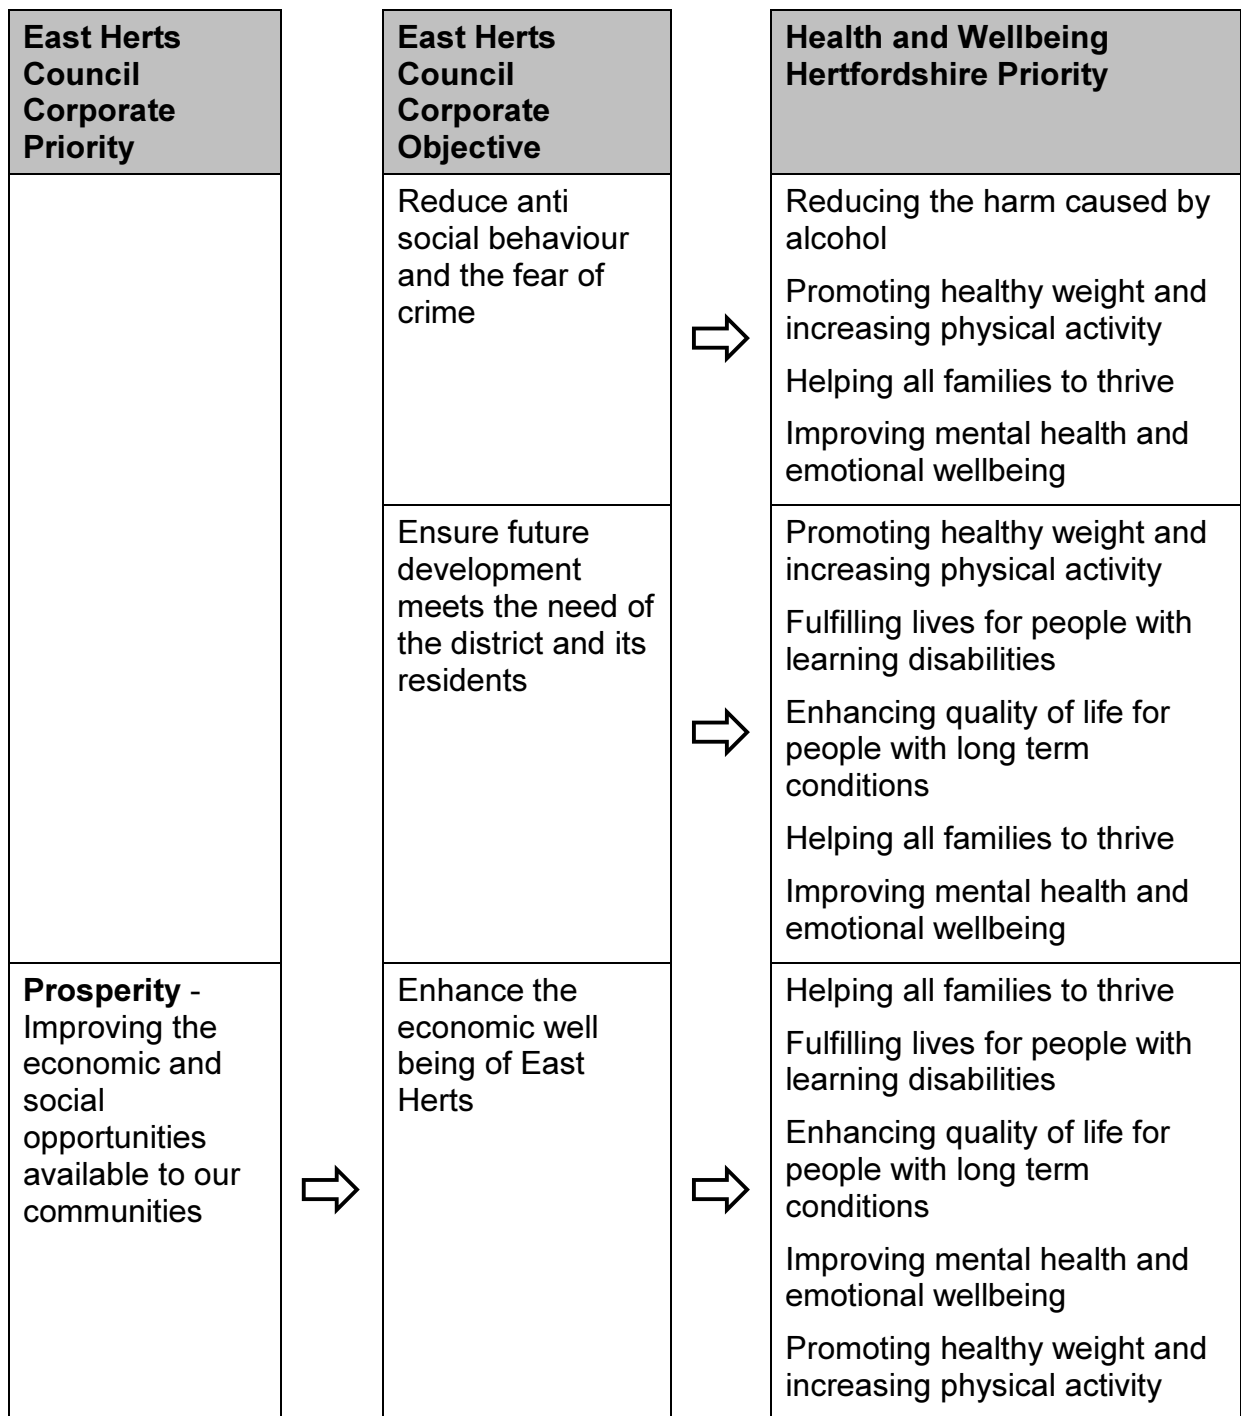 East Herts
Council
Corporate
Priority
East Herts
Council
Corporate
Objective
Health and Wellbeing
Hertfordshire Priority
Reduce anti
social behaviour
and the fear of
crime
Reducing the harm caused by
alcohol
Promoting healthy weight and
increasing physical activity
Helping all families to thrive
Improving mental health and
emotional wellbeing
Ensure future
development
meets the need of
the district and its
residents
Promoting healthy weight and
increasing physical activity
Fulfilling lives for people with
learning disabilities
Enhancing quality of life for
people with long term
conditions
Helping all families to thrive
Improving mental health and
emotional wellbeing
Prosperity -
Improving the
economic and
social
opportunities
available to our
communities
Enhance the
economic well
being of East
Herts
Helping all families to thrive
Fulfilling lives for people with
learning disabilities
Enhancing quality of life for
people with long term
conditions
Improving mental health and
emotional wellbeing
Promoting healthy weight and
increasing physical activity